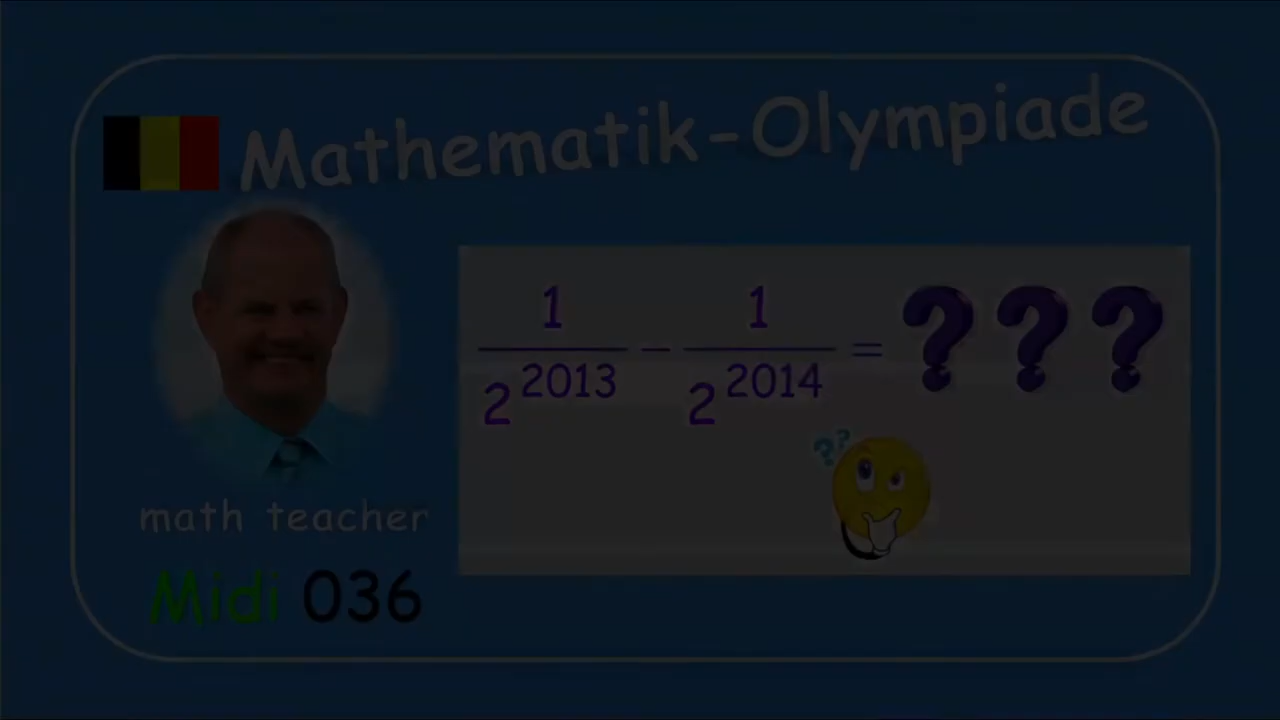 Mathematik-Olympiade
1 1
2^2013 - 2^2014 = ???
??
math teacher
Midi 036